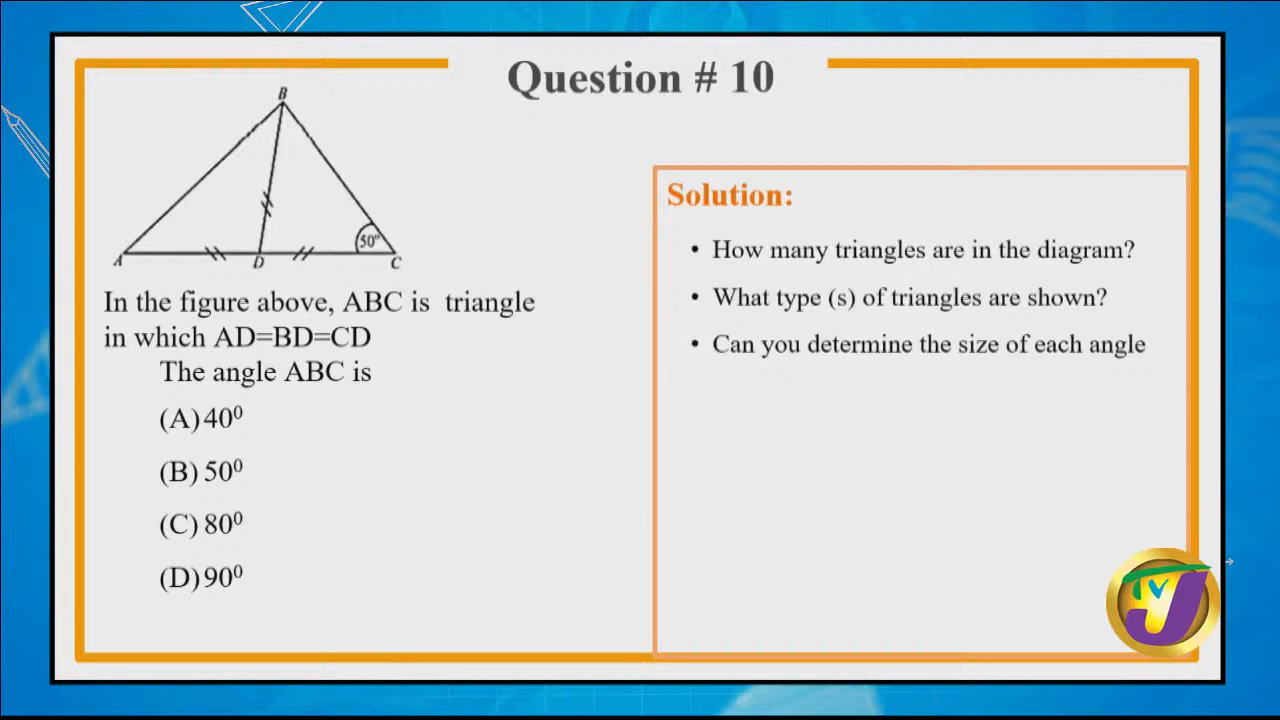 Question # 10
B
50°
A
D
C
In the figure above, ABC is triangle
in which AD=BD=CD
The angle ABC is
(A) 40⁰
(B) 50⁰
(C) 80⁰
(D) 90⁰
Solution:
• How many triangles are in the diagram?
• What type (s) of triangles are shown?
• Can you determine the size of each angle
TVJ